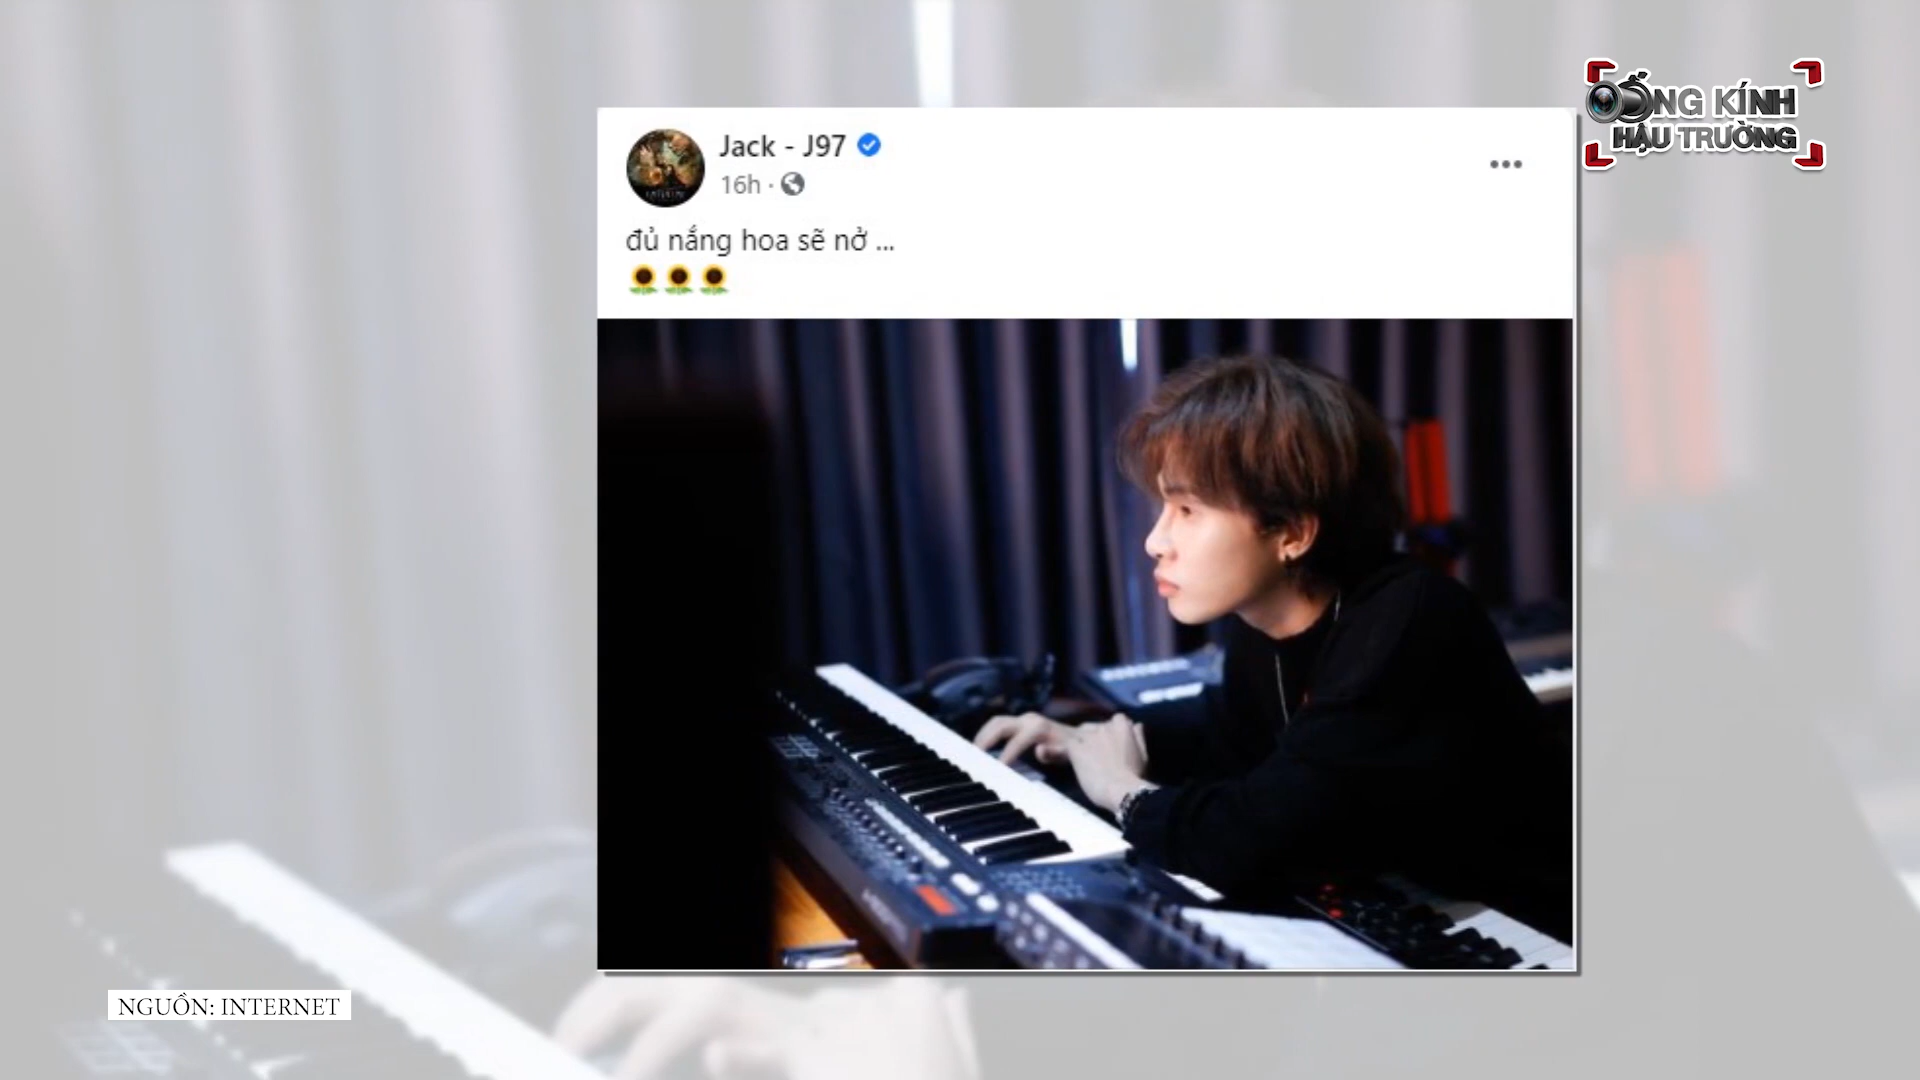 ỐNG KÍNH
HẬU TRƯỜNG
Jack - J97
16h ·
đủ nắng hoa sẽ nở ...
🌻🌻🌻
NGUỒN: INTERNET